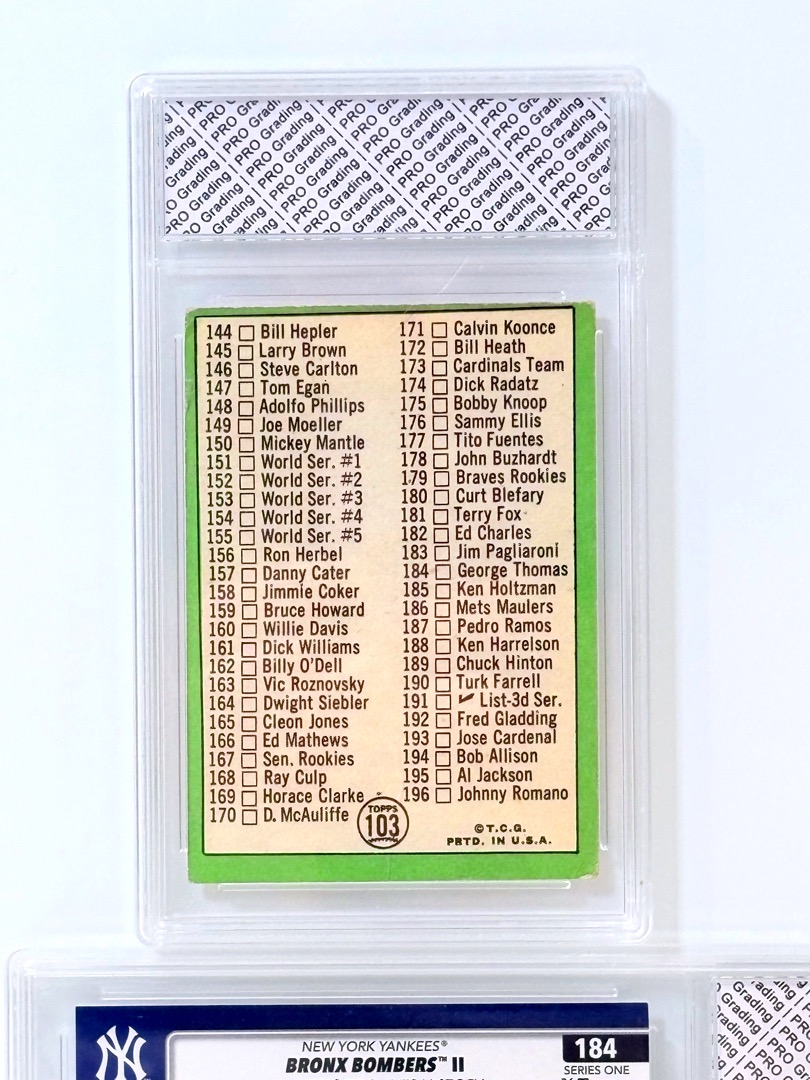 PRO Grading | PRO Grading | PRO Grading
144 ☐ Bill Hepler
145 ☐ Larry Brown
146 ☐ Steve Carlton
147 ☐ Tom Egan
148 ☐ Adolfo Phillips
149 ☐ Joe Moeller
150 ☐ Mickey Mantle
151 ☐ World Ser. #1
152 ☐ World Ser. #2
153 ☐ World Ser. #3
154 ☐ World Ser. #4
155 ☐ World Ser. #5
156 ☐ Ron Herbel
157 ☐ Danny Cater
158 ☐ Jimmie Coker
159 ☐ Bruce Howard
160 ☐ Willie Davis
161 ☐ Dick Williams
162 ☐ Billy O'Dell
163 ☐ Vic Roznovsky
164 ☐ Dwight Siebler
165 ☐ Cleon Jones
166 ☐ Ed Mathews
167 ☐ Sen. Rookies
168 ☐ Ray Culp
169 ☐ Horace Clarke
170 ☐ D. McAuliffe
171 ☐ Calvin Koonce
172 ☐ Bill Heath
173 ☐ Cardinals Team
174 ☐ Dick Radatz
175 ☐ Bobby Knoop
176 ☐ Sammy Ellis
177 ☐ Tito Fuentes
178 ☐ John Buzhardt
179 ☐ Braves Rookies
180 ☐ Curt Blefary
181 ☐ Terry Fox
182 ☐ Ed Charles
183 ☐ Jim Pagliaroni
184 ☐ George Thomas
185 ☐ Ken Holtzman
186 ☐ Mets Maulers
187 ☐ Pedro Ramos
188 ☐ Ken Harrelson
189 ☐ Chuck Hinton
190 ☐ Turk Farrell
191 ☐ ✓ List-3d Ser.
192 ☐ Fred Gladding
193 ☐ Jose Cardenal
194 ☐ Bob Allison
195 ☐ Al Jackson
196 ☐ Johnny Romano
TOPPS
103
©T.C.G.
PRTD. IN U.S.A.
NY
NEW YORK YANKEES®
BRONX BOMBERS™ II
184
SERIES ONE